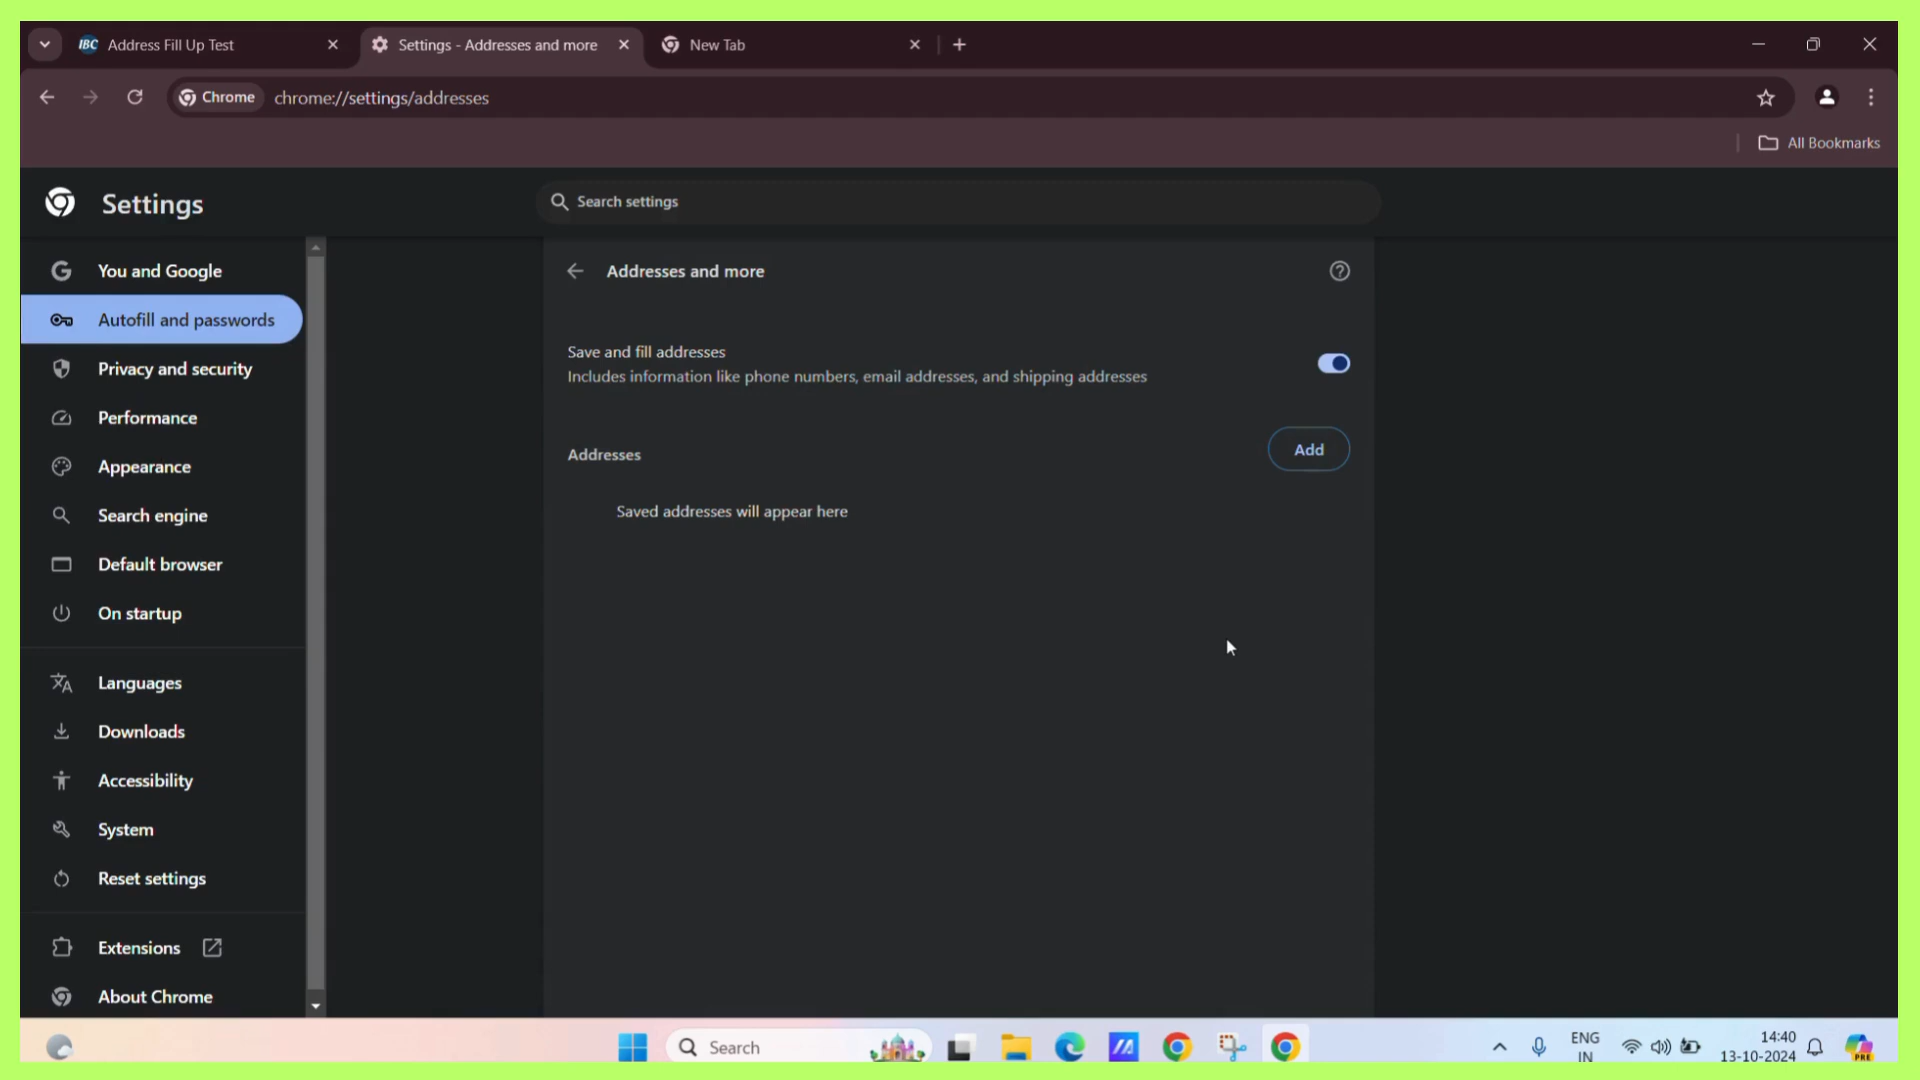 IBC Address Fill Up Test
Settings - Addresses and more
New Tab
Chrome
chrome://settings/addresses
All Bookmarks
Settings
Search settings
You and Google
Autofill and passwords
Privacy and security
Performance
Appearance
Search engine
Default browser
On startup
Languages
Downloads
Accessibility
System
Reset settings
Extensions
About Chrome
Addresses and more
Save and fill addresses
Includes information like phone numbers, email addresses, and shipping addresses
Addresses
Add
Saved addresses will appear here
Search
ENG
IN
14:40
13-10-2024
PRE